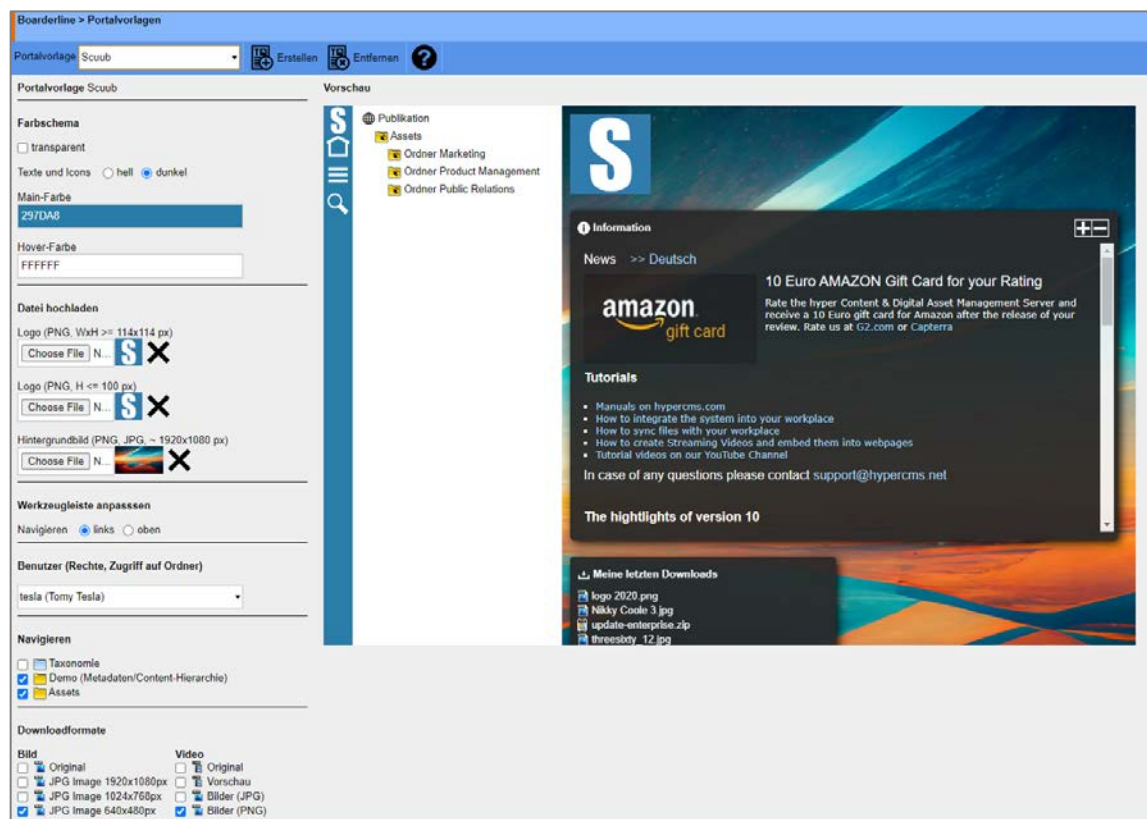 Boarderline > Portalvorlagen
Portalvorlage Scuub Erstellen Entfernen ?
Portalvorlage Scuub
Farbschema
transparent
Texte und Icons hell dunkel
Main-Farbe
297DA8
Hover-Farbe
FFFFFF
Datei hochladen
Logo (PNG, WxH >= 114x114 px)
Choose File N... S
Logo (PNG, H <= 100 px)
Choose File N... S
Hintergrundbild (PNG, JPG, ~ 1920x1080 px)
Choose File N...
Werkzeugleiste anpasssen
Navigieren links oben
Benutzer (Rechte, Zugriff auf Ordner)
tesla (Tomy Tesla)
Navigieren
Taxonomie
Demo (Metadaten/Content-Hierarchie)
Assets
Downloadformate
Bild Video
Original Original
JPG Image 1920x1080px Vorschau
JPG Image 1024x768px Bilder (JPG)
JPG Image 640x480px Bilder (PNG)
Vorschau
S
Publikation
Assets
Ordner Marketing
Ordner Product Management
Ordner Public Relations
S
Information
News >> Deutsch
amazon
gift card
10 Euro AMAZON Gift Card for your Rating
Rate the hyper Content & Digital Asset Management Server and
receive a 10 Euro gift card for Amazon after the release of your
review. Rate us at G2.com or Capterra
Tutorials
Manuals on hypercms.com
How to integrate the system into your workplace
How to sync files with your workplace
How to create Streaming Videos and embed them into webpages
Tutorial videos on our YouTube Channel
In case of any questions please contact support@hypercms.net
The hightlights of version 10
Meine letzten Downloads
logo 2020.png
Nikky Coole 3.jpg
update-enterprise.zip
threesixty_12.jpg